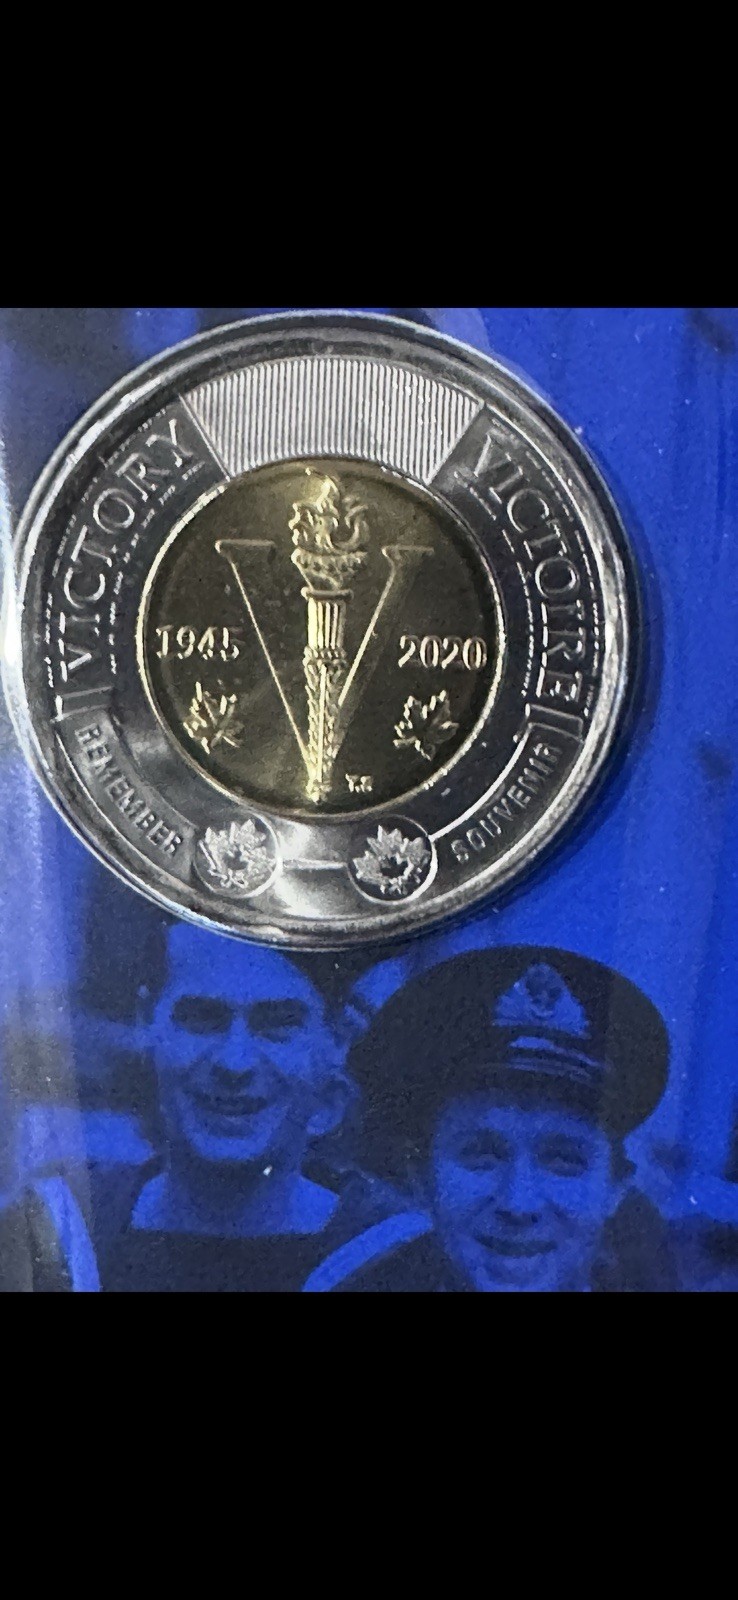 VICTORY
VICTOIRE
V
1945
2020
T.R
REMEMBER
SOUVENIR